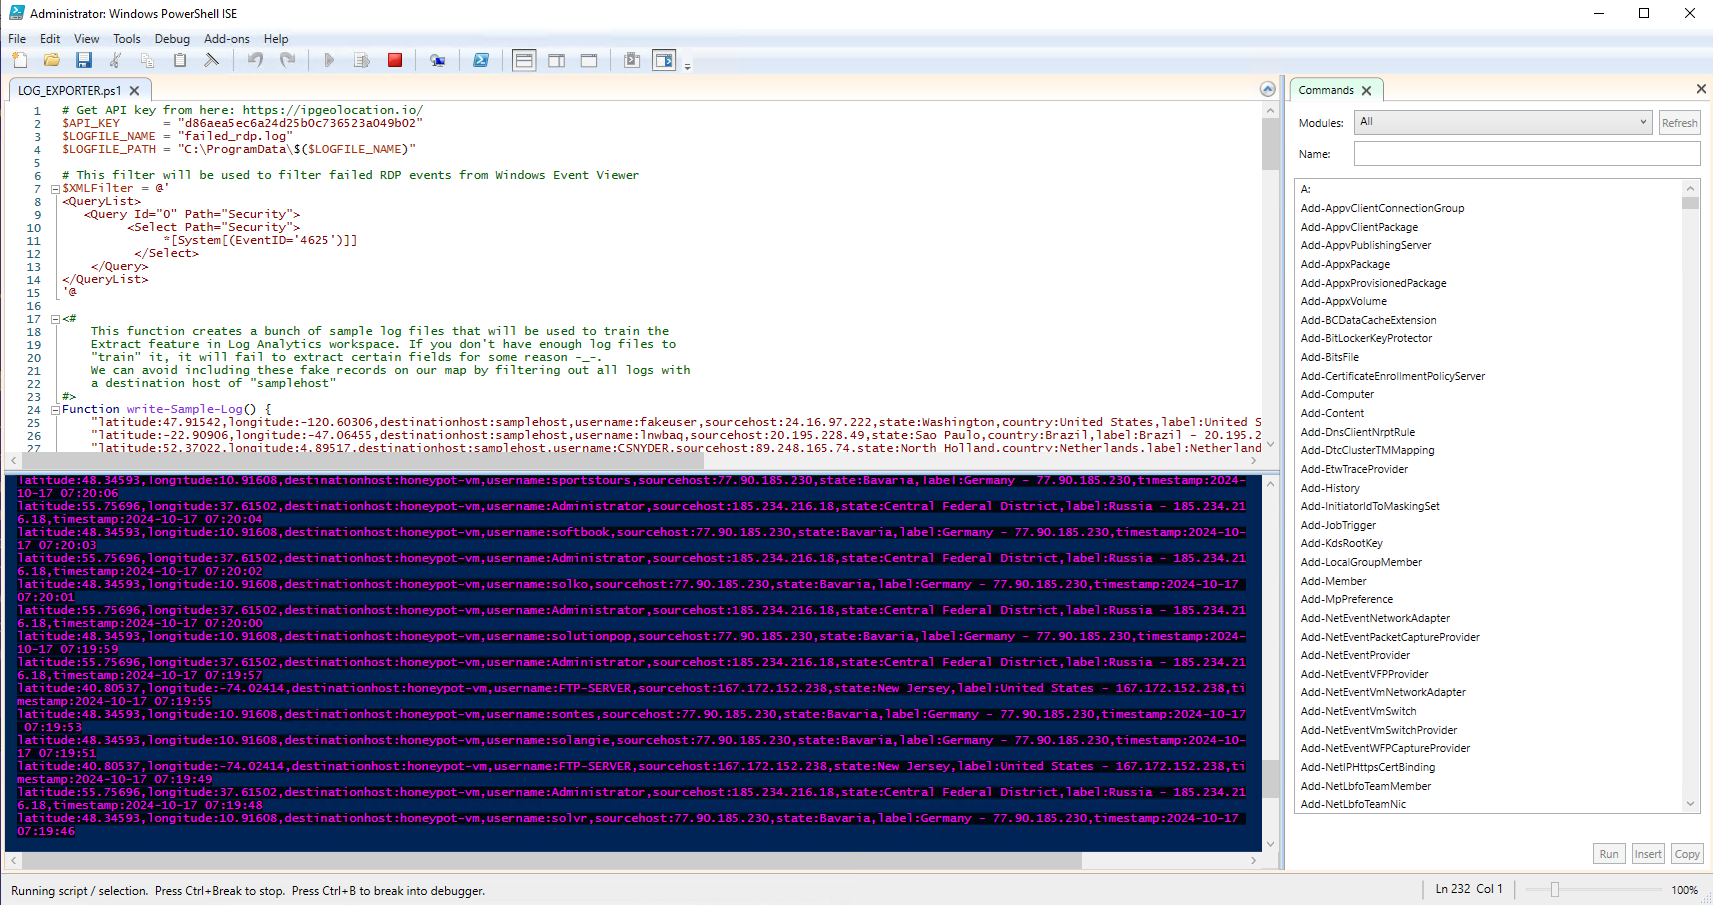 Administrator: Windows PowerShell ISE
File Edit View Tools Debug Add-ons Help
LOG_EXPORTER.ps1
1 # Get API key from here: https://ipgeolocation.io/
2 $API_KEY      = "d86aea5ec6a24d25b0c736523a049b02"
3 $LOGFILE_NAME = "failed_rdp.log"
4 $LOGFILE_PATH = "C:\ProgramData\$($LOGFILE_NAME)"
5
6 # This filter will be used to filter failed RDP events from Windows Event Viewer
7 $XMLFilter = @'
8 <QueryList>
9 <Query Id="0" Path="Security">
10 <Select Path="Security">
11 *[System[(EventID='4625')]]
12 </Select>
13 </Query>
14 </QueryList>
15 '@
16
17 <#
18 This function creates a bunch of sample log files that will be used to train the
19 Extract feature in Log Analytics workspace. If you don't have enough log files to
20 "train" it, it will fail to extract certain fields for some reason -_-.
21 We can avoid including these fake records on our map by filtering out all logs with
22 a destination host of "samplehost"
23 #>
24 Function write-Sample-Log() {
25 "latitude:47.91542,longitude:-120.60306,destinationhost:samplehost,username:fakeuser,sourcehost:24.16.97.222,state:Washington,country:United States,label:United S
26 "latitude:-22.90906,longitude:-47.06455,destinationhost:samplehost,username:lnwbaq,sourcehost:20.195.228.49,state:Sao Paulo,country:Brazil,label:Brazil - 20.195.2
27 "latitude:52.37022,longitude:4.89517,destinationhost:samplehost,username:CSNYDER,sourcehost:89.248.165.74,state:North Holland,country:Netherlands,label:Netherland
latitude:48.34593,longitude:10.91608,destinationhost:honeypot-vm,username:sportstours,sourcehost:77.90.185.230,state:Bavaria,label:Germany - 77.90.185.230,timestamp:2024-
10-17 07:20:06
latitude:55.75696,longitude:37.61502,destinationhost:honeypot-vm,username:Administrator,sourcehost:185.234.216.18,state:Central Federal District,label:Russia - 185.234.21
6.18,timestamp:2024-10-17 07:20:04
latitude:48.34593,longitude:10.91608,destinationhost:honeypot-vm,username:softbook,sourcehost:77.90.185.230,state:Bavaria,label:Germany - 77.90.185.230,timestamp:2024-10-
17 07:20:03
latitude:55.75696,longitude:37.61502,destinationhost:honeypot-vm,username:Administrator,sourcehost:185.234.216.18,state:Central Federal District,label:Russia - 185.234.21
6.18,timestamp:2024-10-17 07:20:02
latitude:48.34593,longitude:10.91608,destinationhost:honeypot-vm,username:solko,sourcehost:77.90.185.230,state:Bavaria,label:Germany - 77.90.185.230,timestamp:2024-10-17
07:20:01
latitude:55.75696,longitude:37.61502,destinationhost:honeypot-vm,username:Administrator,sourcehost:185.234.216.18,state:Central Federal District,label:Russia - 185.234.21
6.18,timestamp:2024-10-17 07:20:00
latitude:48.34593,longitude:10.91608,destinationhost:honeypot-vm,username:solutionpop,sourcehost:77.90.185.230,state:Bavaria,label:Germany - 77.90.185.230,timestamp:2024-
10-17 07:19:59
latitude:55.75696,longitude:37.61502,destinationhost:honeypot-vm,username:Administrator,sourcehost:185.234.216.18,state:Central Federal District,label:Russia - 185.234.21
6.18,timestamp:2024-10-17 07:19:57
latitude:40.80537,longitude:-74.02414,destinationhost:honeypot-vm,username:FTP-SERVER,sourcehost:167.172.152.238,state:New Jersey,label:United States - 167.172.152.238,ti
mestamp:2024-10-17 07:19:55
latitude:48.34593,longitude:10.91608,destinationhost:honeypot-vm,username:sontes,sourcehost:77.90.185.230,state:Bavaria,label:Germany - 77.90.185.230,timestamp:2024-10-17
07:19:53
latitude:48.34593,longitude:10.91608,destinationhost:honeypot-vm,username:solangie,sourcehost:77.90.185.230,state:Bavaria,label:Germany - 77.90.185.230,timestamp:2024-10-
17 07:19:51
latitude:40.80537,longitude:-74.02414,destinationhost:honeypot-vm,username:FTP-SERVER,sourcehost:167.172.152.238,state:New Jersey,label:United States - 167.172.152.238,ti
mestamp:2024-10-17 07:19:49
latitude:55.75696,longitude:37.61502,destinationhost:honeypot-vm,username:Administrator,sourcehost:185.234.216.18,state:Central Federal District,label:Russia - 185.234.21
6.18,timestamp:2024-10-17 07:19:48
latitude:48.34593,longitude:10.91608,destinationhost:honeypot-vm,username:solvr,sourcehost:77.90.185.230,state:Bavaria,label:Germany - 77.90.185.230,timestamp:2024-10-17
07:19:46
Commands
Modules: All Refresh
Name:
A:
Add-AppvClientConnectionGroup
Add-AppvClientPackage
Add-AppvPublishingServer
Add-AppxPackage
Add-AppxProvisionedPackage
Add-AppxVolume
Add-BCDataCacheExtension
Add-BitLockerKeyProtector
Add-BitsFile
Add-CertificateEnrollmentPolicyServer
Add-Computer
Add-Content
Add-DnsClientNrptRule
Add-DtcClusterTMMapping
Add-EtwTraceProvider
Add-History
Add-InitiatorIdToMaskingSet
Add-JobTrigger
Add-KdsRootKey
Add-LocalGroupMember
Add-Member
Add-MpPreference
Add-NetEventNetworkAdapter
Add-NetEventPacketCaptureProvider
Add-NetEventProvider
Add-NetEventVFPProvider
Add-NetEventVmNetworkAdapter
Add-NetEventVmSwitch
Add-NetEventVmSwitchProvider
Add-NetEventWFPCaptureProvider
Add-NetIPHttpsCertBinding
Add-NetLbfoTeamMember
Add-NetLbfoTeamNic
Run Insert Copy
Running script / selection.  Press Ctrl+Break to stop.  Press Ctrl+B to break into debugger.
Ln 232 Col 1
100%